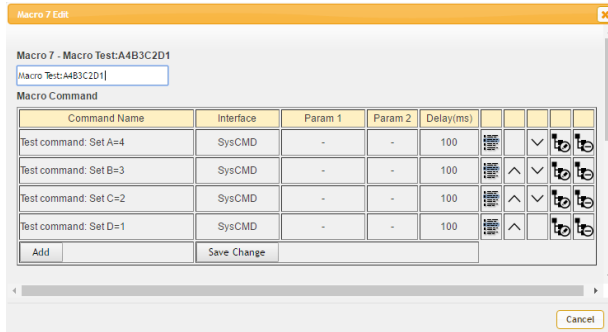 Macro 7 Edit
Macro 7 - Macro Test:A4B3C2D1
Macro Test:A4B3C2D1
Macro Command
Command Name Interface Param 1 Param 2 Delay(ms)
Test command: Set A=4 SysCMD - - 100
Test command: Set B=3 SysCMD - - 100
Test command: Set C=2 SysCMD - - 100
Test command: Set D=1 SysCMD - - 100
Add Save Change
Cancel